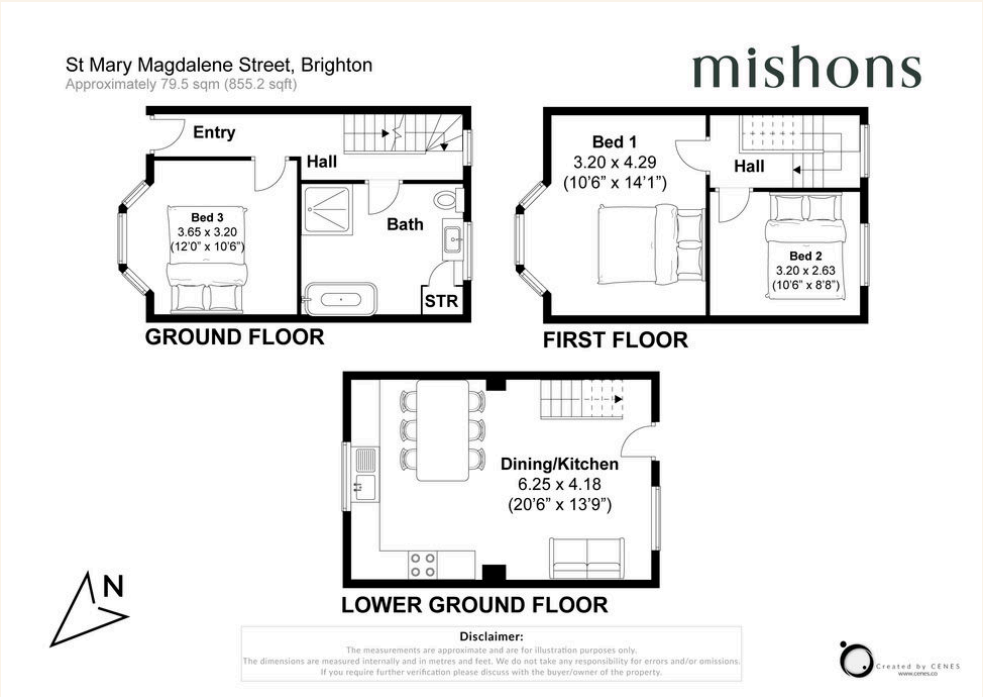 St Mary Magdalene Street, Brighton
Approximately 79.5 sqm (855.2 sqft)
mishons
Entry
Hall
Bed 3
3.65 x 3.20
(12'0" x 10'6")
Bath
STR
GROUND FLOOR
Bed 1
3.20 x 4.29
(10'6" x 14'1")
Hall
Bed 2
3.20 x 2.63
(10'6" x 8'8")
FIRST FLOOR
Dining/Kitchen
6.25 x 4.18
(20'6" x 13'9")
LOWER GROUND FLOOR
N
Disclaimer:
The measurements are approximate and are for illustration purposes only.
The dimensions are measured internally and in metres and feet. We do not take any responsibility for errors and/or omissions.
If you require further verification please discuss with the buyer/owner of the property.
Created by CENES
www.cenes.co